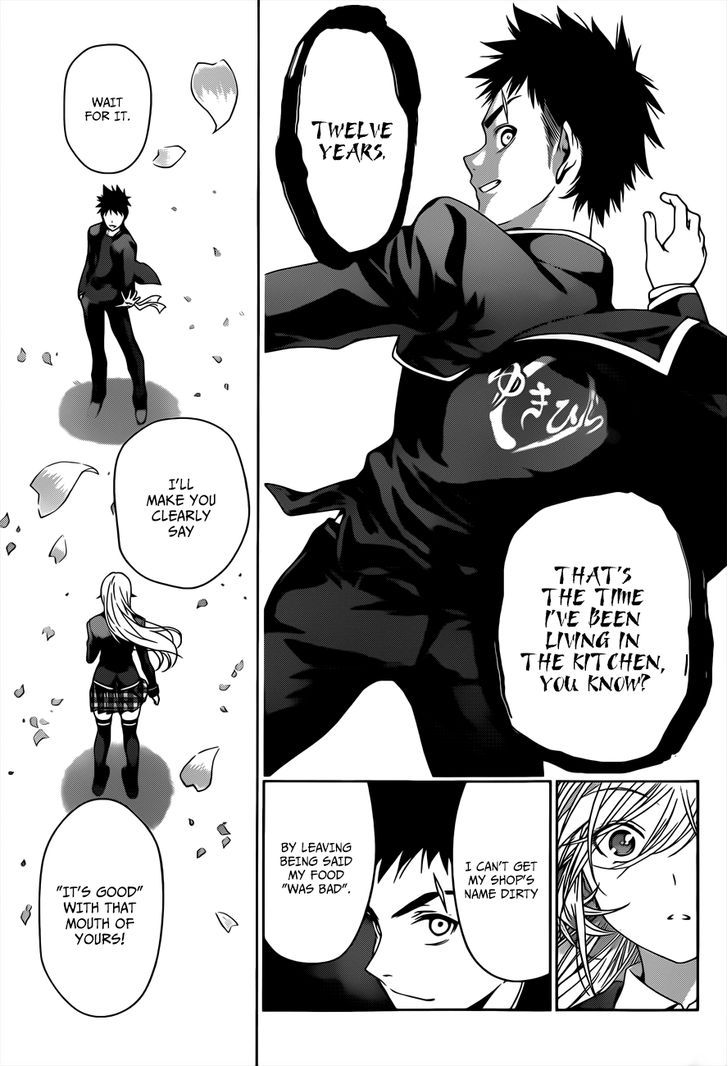 TWELVE
YEARS.
ゆきひら
THAT'S
THE TIME
I'VE BEEN
LIVING IN
THE KITCHEN,
YOU KNOW?
I CAN'T GET
MY SHOP'S
NAME DIRTY
BY LEAVING
BEING SAID
MY FOOD
"WAS BAD".
WAIT
FOR IT.
I'LL
MAKE YOU
CLEARLY
SAY
"IT'S GOOD"
WITH THAT
MOUTH OF
YOURS!